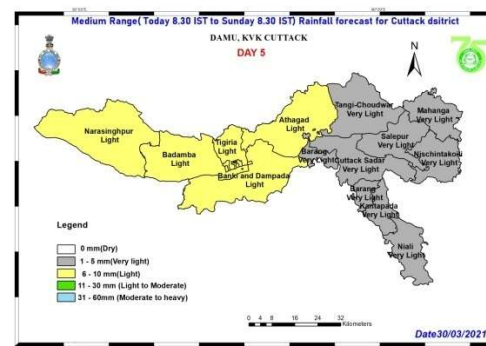 Medium Range( Today 8.30 IST to Sunday 8.30 IST) Rainfall forecast for Cuttack dsitrict
DAMU, KVK CUTTACK
DAY 5
N
Tangi-Choudwar
Very Light
Mahanga
Very Light
Athagad
Light
Narasinghpur
Light
Salepur
Very Light
Tigiria
Light
Badamba
Light
Barang
Very Light
Cuttack Sadar
Very Light
Nischintakoili
Very Light
Banki and Dampada
Light
Barang
Very Light
Kantapada
Very Light
Niali
Very Light
Legend
0 mm(Dry)
1 - 5 mm(Very light)
6 - 10 mm(Light)
11 - 30 mm (Light to Moderate)
31 - 60mm (Moderate to heavy)
0 4 8 16 24 32
Kilometers
Date30/03/2021